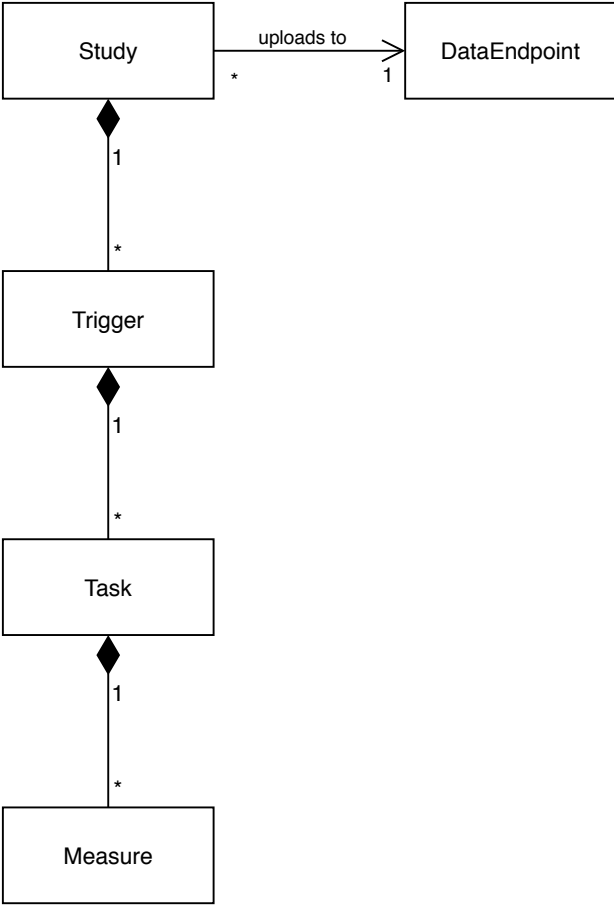 Study
uploads to
DataEndpoint
*
1
1
*
Trigger
1
*
Task
1
*
Measure